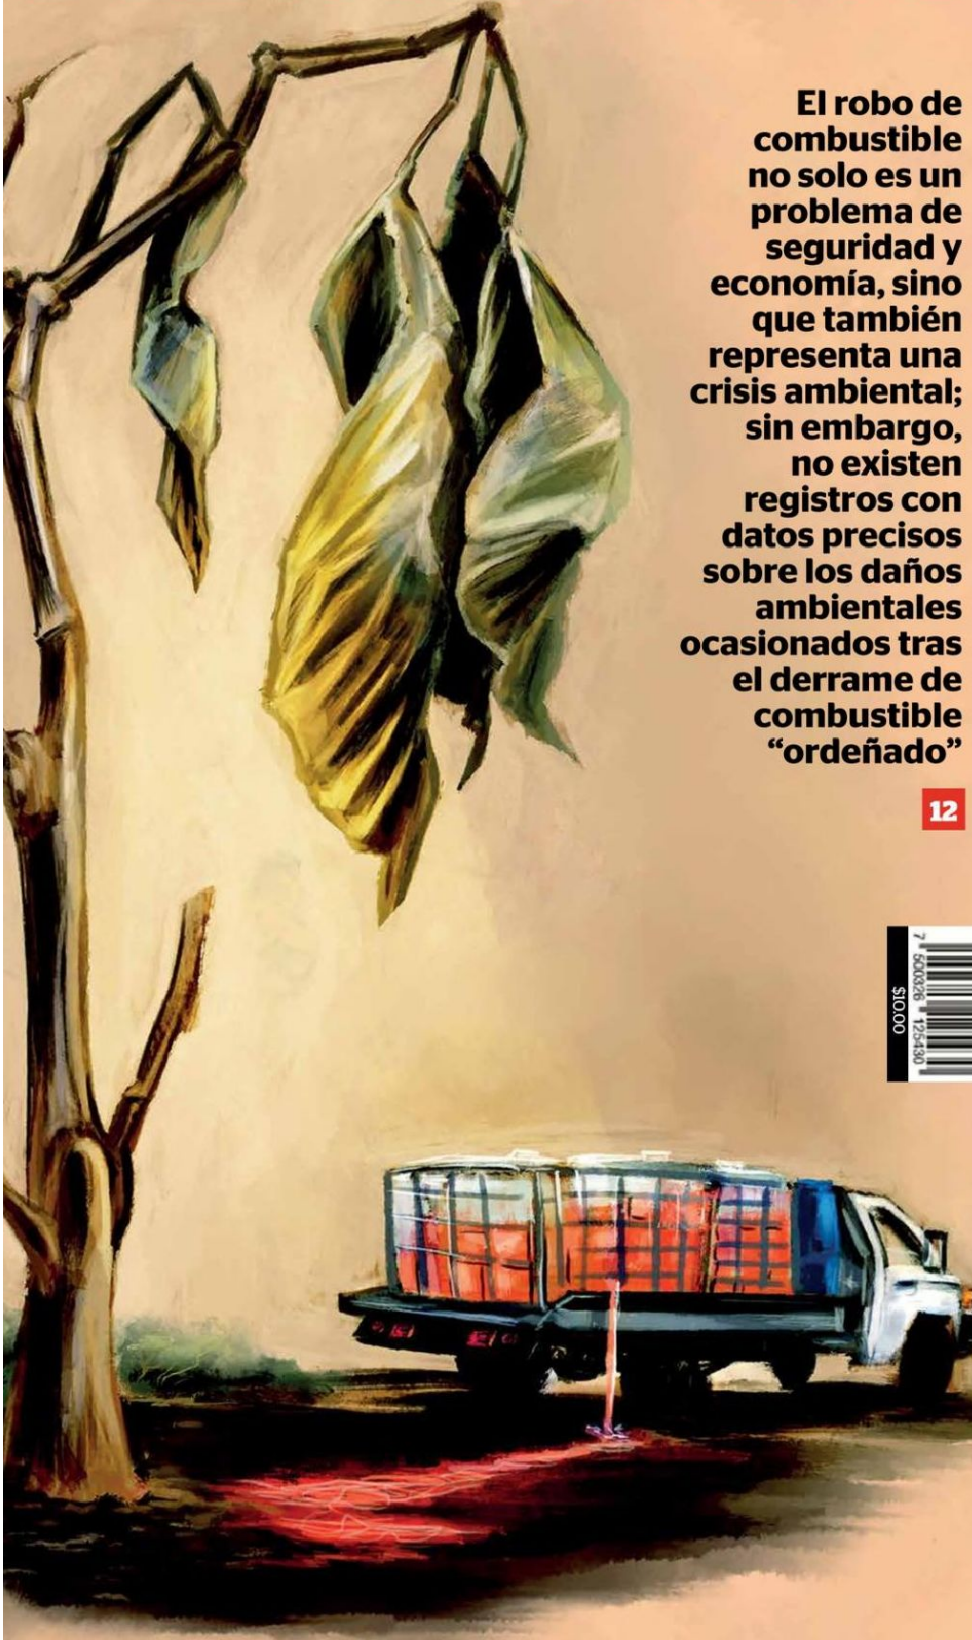 El robo de
combustible
no solo es un
problema de
seguridad y
economía, sino
que también
representa una
crisis ambiental;
sin embargo,
no existen
registros con
datos precisos
sobre los daños
ambientales
ocasionados tras
el derrame de
combustible
“ordeñado”
12
7 500326 125430
$10.00